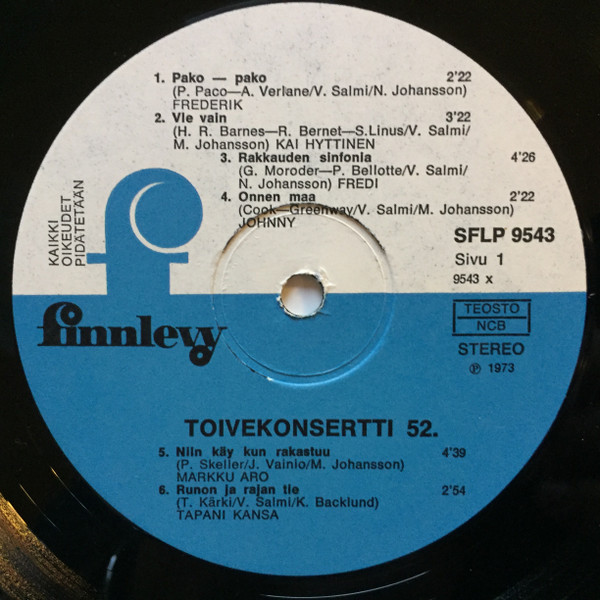 1. Pako — pako 2'22
(P. Paco—A. Verlane/V. Salmi/N. Johansson)
FREDERIK
2. Vie vain 3'22
(H. R. Barnes—R. Bernet—S.Linus/V. Salmi/
M. Johansson) KAI HYTTINEN
3. Rakkauden sinfonia 4'26
(G. Moroder—P. Bellotte/V. Salmi/
N. Johansson) FREDI
4. Onnen maa 2'22
(Cook—Greenway/V. Salmi/M. Johansson)
JOHNNY
KAIKKI
OIKEUDET
PIDÄTETÄÄN
f
SFLP 9543
Sivu 1
9543 x
finnlevy
TEOSTO
NCB
STEREO
Ⓟ 1973
TOIVEKONSERTTI 52.
5. Niin käy kun rakastuu 4'39
(P. Skeller/J. Vainio/M. Johansson)
MARKKU ARO
6. Runon ja rajan tie 2'54
(T. Kärki/V. Salmi/K. Backlund)
TAPANI KANSA